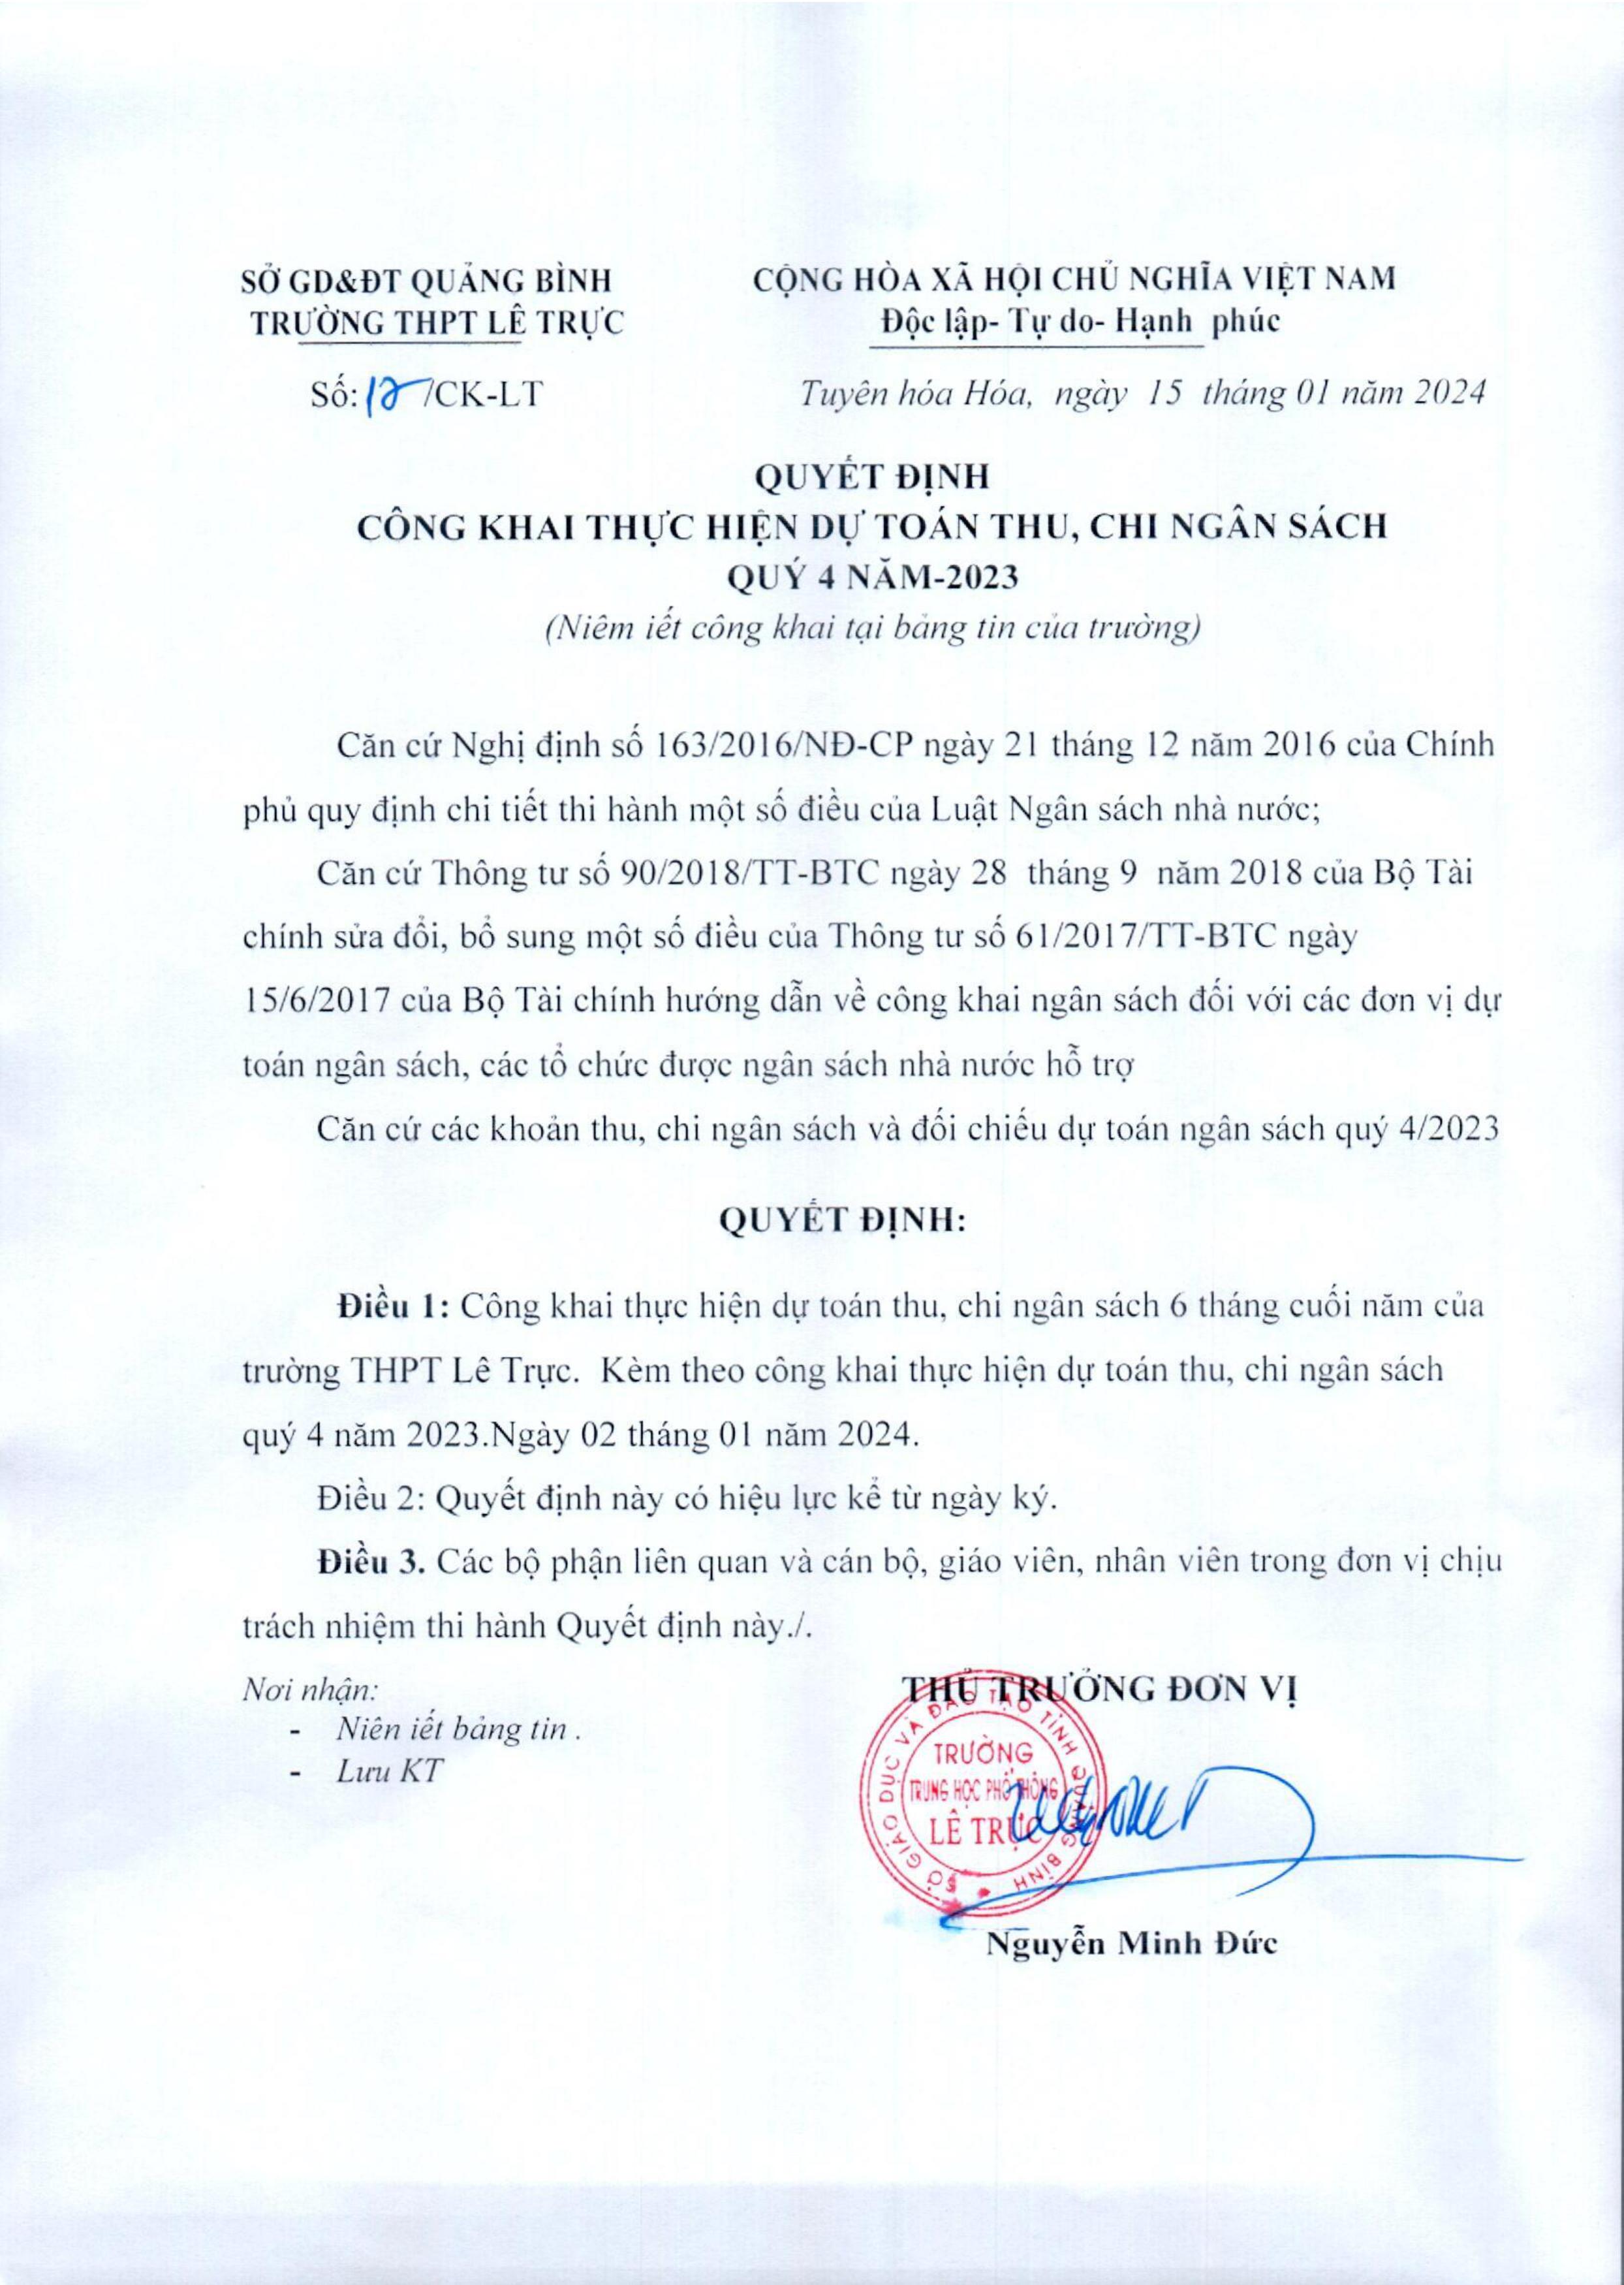 SỞ GD&ĐT QUẢNG BÌNH
TRƯỜNG THPT LÊ TRỰC
CỘNG HÒA XÃ HỘI CHỦ NGHĨA VIỆT NAM
Độc lập- Tự do- Hạnh phúc
Số: 12 /CK-LT
Tuyên hóa Hóa, ngày 15 tháng 01 năm 2024
QUYẾT ĐỊNH
CÔNG KHAI THỰC HIỆN DỰ TOÁN THU, CHI NGÂN SÁCH
QUÝ 4 NĂM-2023
(Niêm iết công khai tại bảng tin của trường)
Căn cứ Nghị định số 163/2016/NĐ-CP ngày 21 tháng 12 năm 2016 của Chính
phủ quy định chi tiết thi hành một số điều của Luật Ngân sách nhà nước;
Căn cứ Thông tư số 90/2018/TT-BTC ngày 28 tháng 9 năm 2018 của Bộ Tài
chính sửa đổi, bổ sung một số điều của Thông tư số 61/2017/TT-BTC ngày
15/6/2017 của Bộ Tài chính hướng dẫn về công khai ngân sách đối với các đơn vị dự
toán ngân sách, các tổ chức được ngân sách nhà nước hỗ trợ
Căn cứ các khoản thu, chi ngân sách và đối chiếu dự toán ngân sách quý 4/2023
QUYẾT ĐỊNH:
Điều 1: Công khai thực hiện dự toán thu, chi ngân sách 6 tháng cuối năm của
trường THPT Lê Trực. Kèm theo công khai thực hiện dự toán thu, chi ngân sách
quý 4 năm 2023.Ngày 02 tháng 01 năm 2024.
Điều 2: Quyết định này có hiệu lực kể từ ngày ký.
Điều 3. Các bộ phận liên quan và cán bộ, giáo viên, nhân viên trong đơn vị chịu
trách nhiệm thi hành Quyết định này./.
Nơi nhận:
- Niên iết bảng tin .
- Lưu KT
THỦ TRƯỞNG ĐƠN VỊ
SỞ GIÁO DỤC VÀ ĐÀO TẠO TỈNH QUẢNG BÌNH
TRƯỜNG
TRUNG HỌC PHỔ THÔNG
LÊ TRỰC
Nguyễn Minh Đức